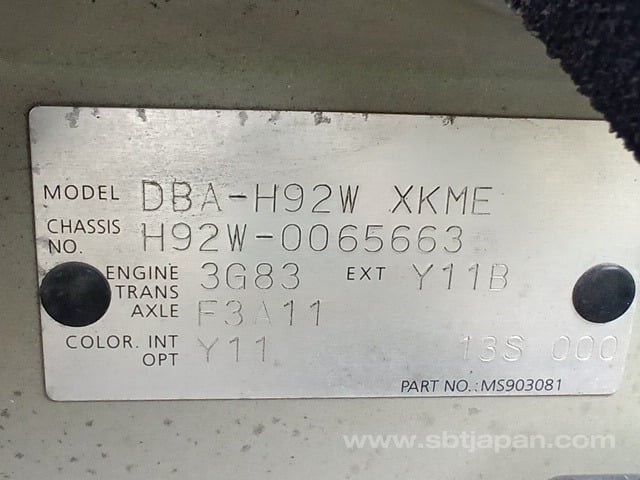 MODEL DBA-H92W XKME
CHASSIS NO. H92W-0065663
ENGINE 3G83 EXT Y11B
TRANS AXLE F3A11
COLOR. INT Y11
OPT 13S 000
PART NO.:MS903081
www.sbtjapan.com